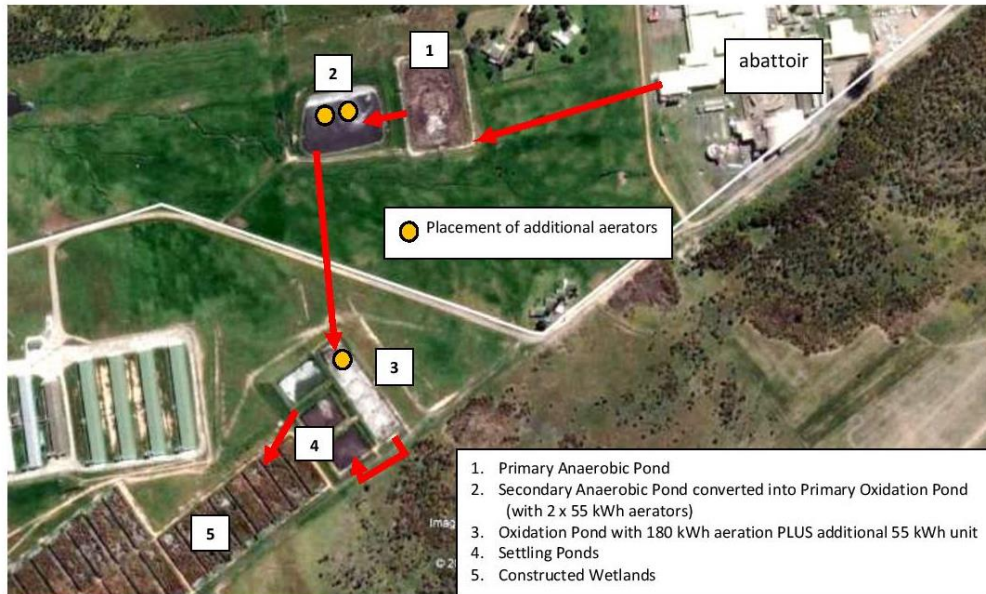 1
2
abattoir
Placement of additional aerators
3
4
5
1. Primary Anaerobic Pond
2. Secondary Anaerobic Pond converted into Primary Oxidation Pond
(with 2 x 55 kWh aerators)
3. Oxidation Pond with 180 kWh aeration PLUS additional 55 kWh unit
4. Settling Ponds
5. Constructed Wetlands